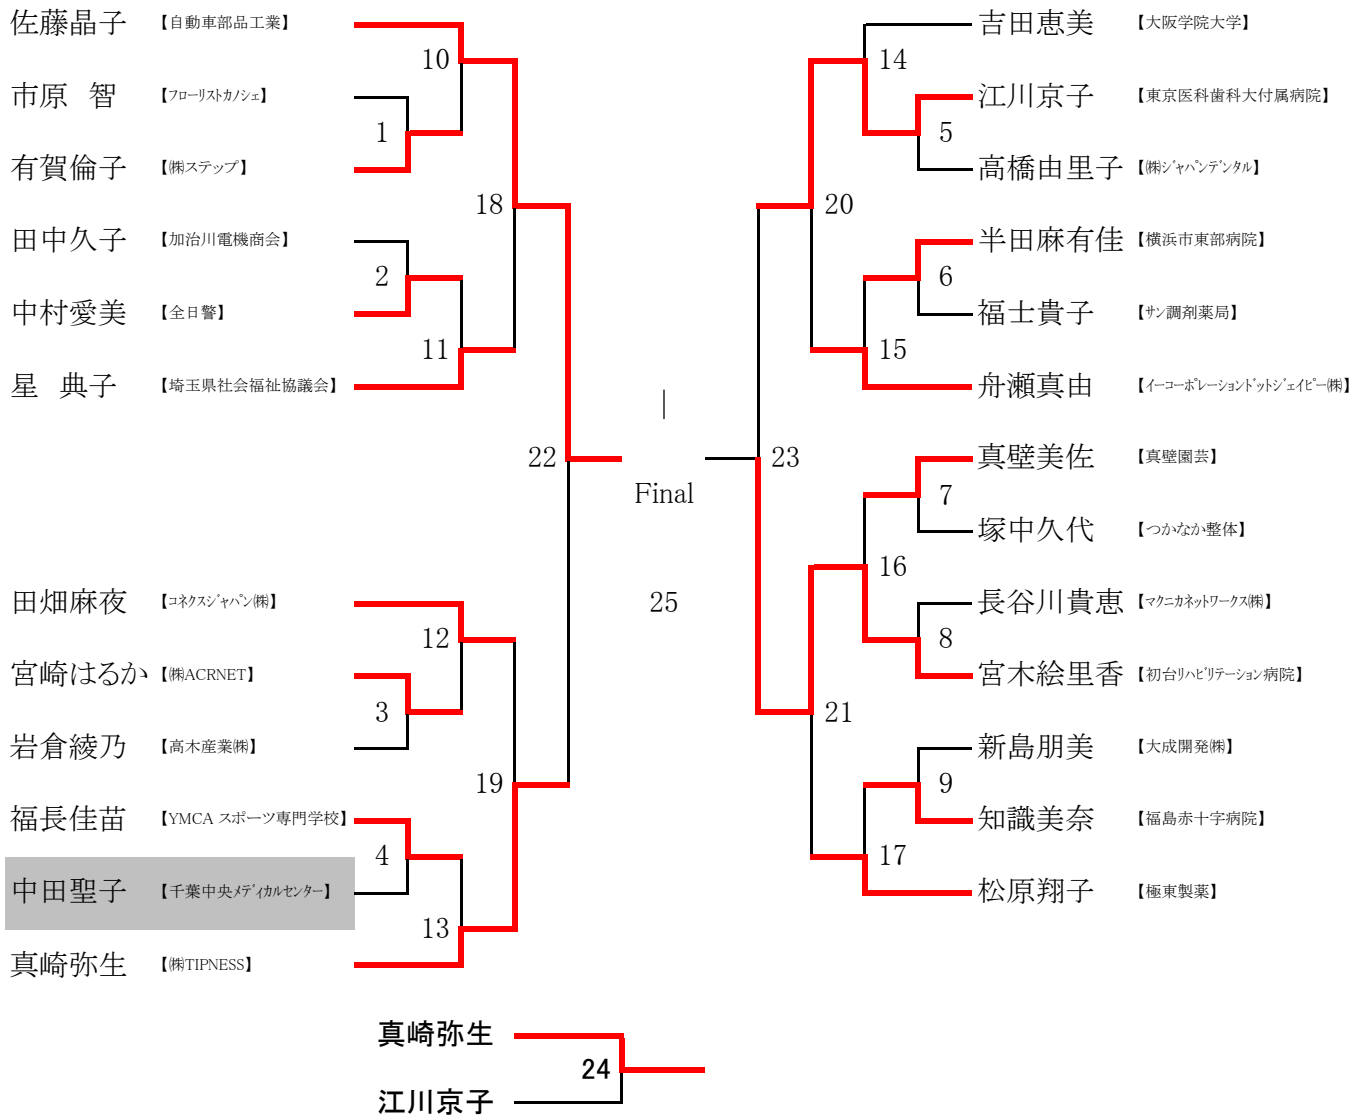 佐藤晶子 【自動車部品工業】
10
市原 智 【フローリストカノシェ】
1
有賀倫子 【㈱ステップ】
18
田中久子 【加治川電機商会】
2
中村愛美 【全日警】
11
星 典子 【埼玉県社会福祉協議会】
22
田畑麻夜 【コネクスジャパン㈱】
12
宮崎はるか 【㈱ACRNET】
3
岩倉綾乃 【高木産業㈱】
19
福長佳苗 【YMCA スポーツ専門学校】
4
中田聖子 【千葉中央メディカルセンター】
13
真崎弥生 【㈱TIPNESS】
|
Final
25
吉田恵美 【大阪学院大学】
14
江川京子 【東京医科歯科大付属病院】
5
高橋由里子 【㈱ジャパンデンタル】
20
半田麻有佳 【横浜市東部病院】
6
福士貴子 【サン調剤薬局】
15
舟瀬真由 【イーコーポレーションドットジェイピー㈱】
23
真壁美佐 【真壁園芸】
7
塚中久代 【つかなか整体】
16
長谷川貴恵 【マクニカネットワークス㈱】
8
宮木絵里香 【初台リハビリテーション病院】
21
新島朋美 【大成開発㈱】
9
知識美奈 【福島赤十字病院】
17
松原翔子 【極東製薬】
真崎弥生
24
江川京子